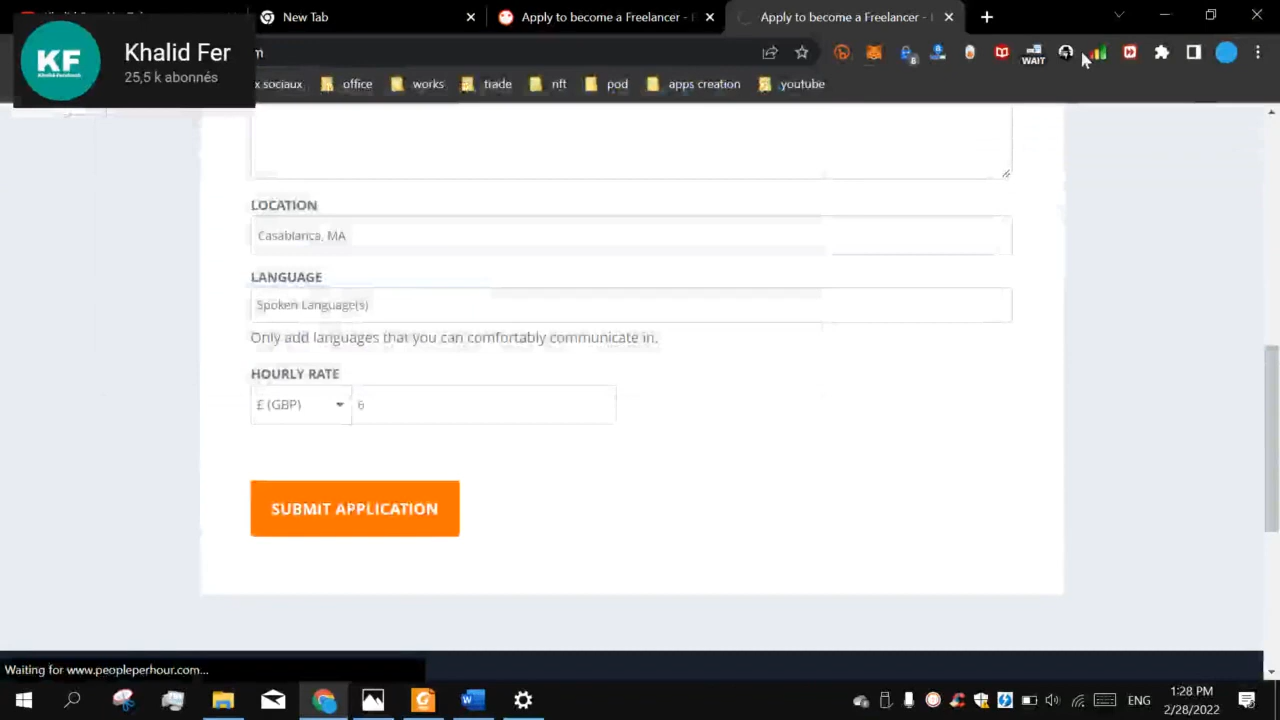 New Tab
Apply to become a Freelancer -
Apply to become a Freelancer -
KF
Khalid Fer
25,5 k abonnés
m
WAIT
x sociaux
office
works
trade
nft
pod
apps creation
youtube
LOCATION
Casablanca, MA
LANGUAGE
Spoken Language(s)
Only add languages that you can comfortably communicate in.
HOURLY RATE
£ (GBP)
6
SUBMIT APPLICATION
Waiting for www.peopleperhour.com...
ENG
1:28 PM
2/28/2022